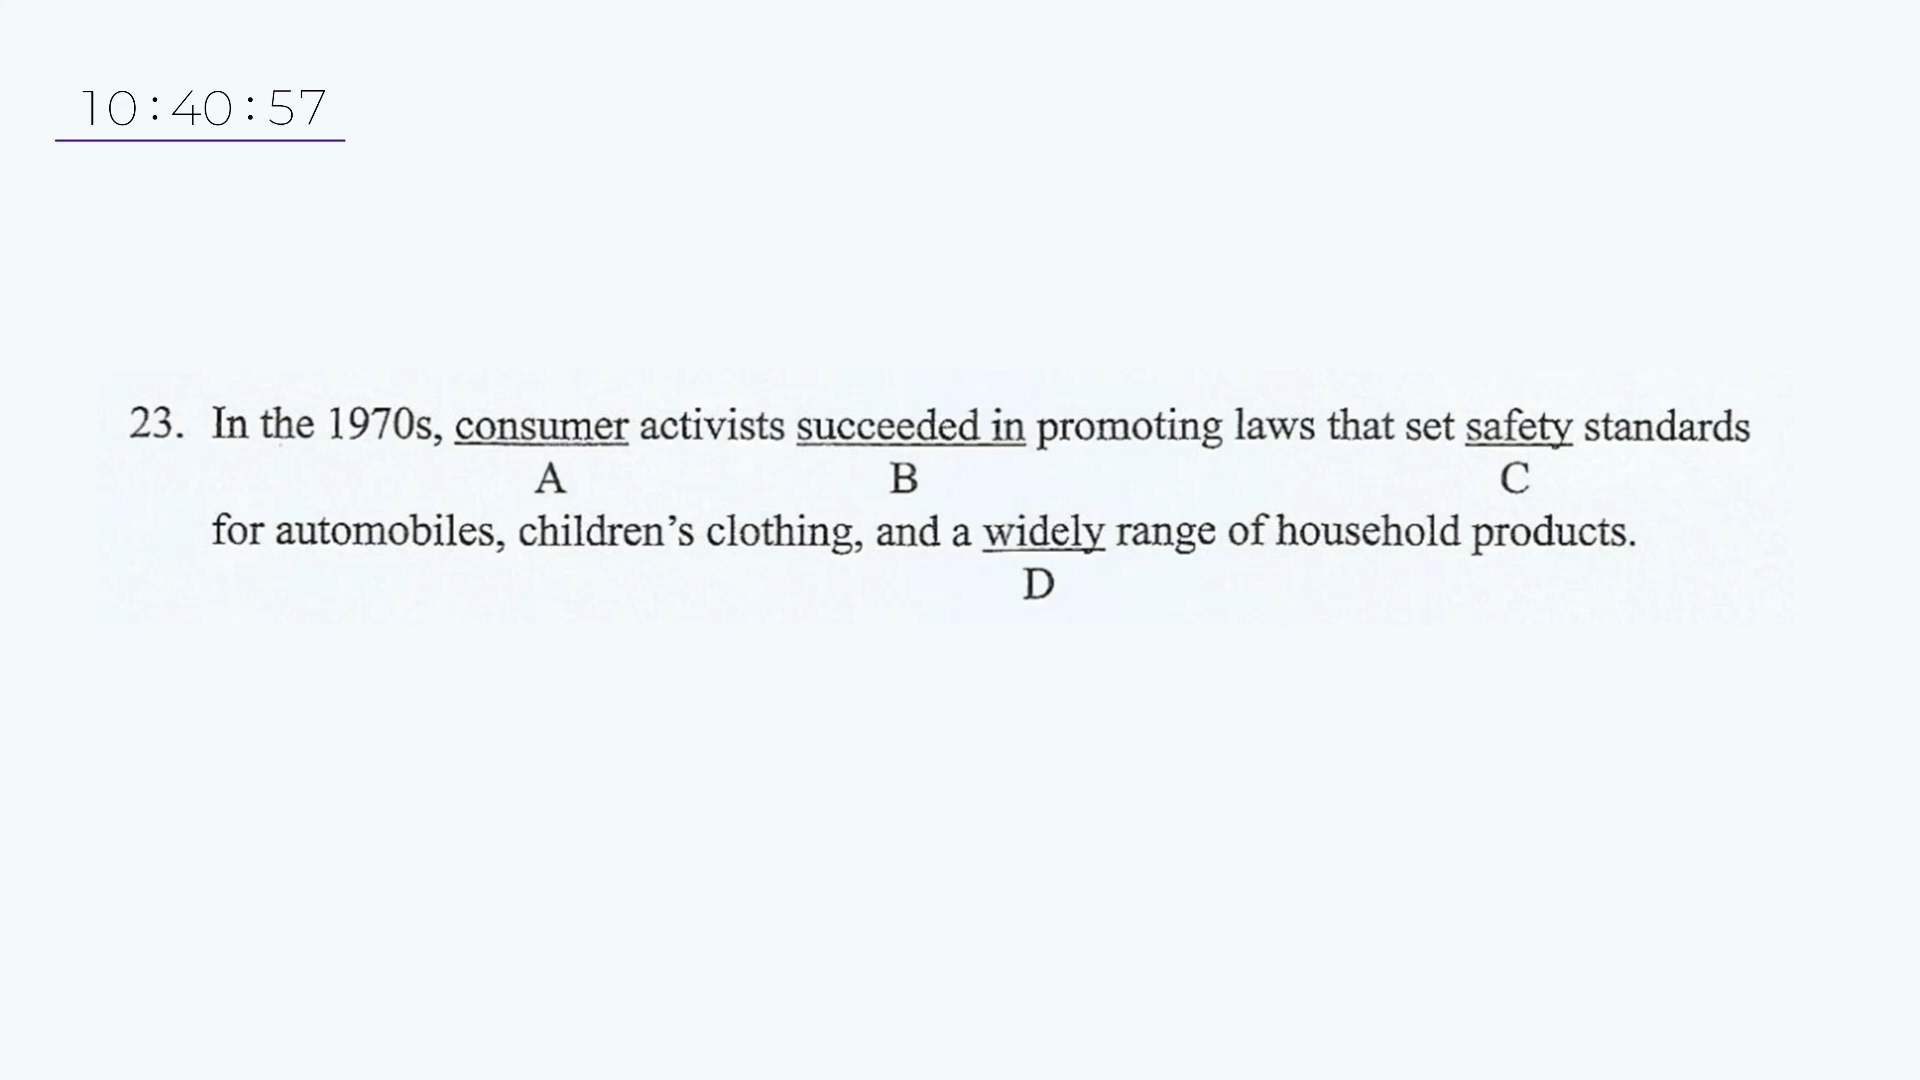 10:40:57
23. In the 1970s, consumer activists succeeded in promoting laws that set safety standards
A B C
for automobiles, children’s clothing, and a widely range of household products.
D